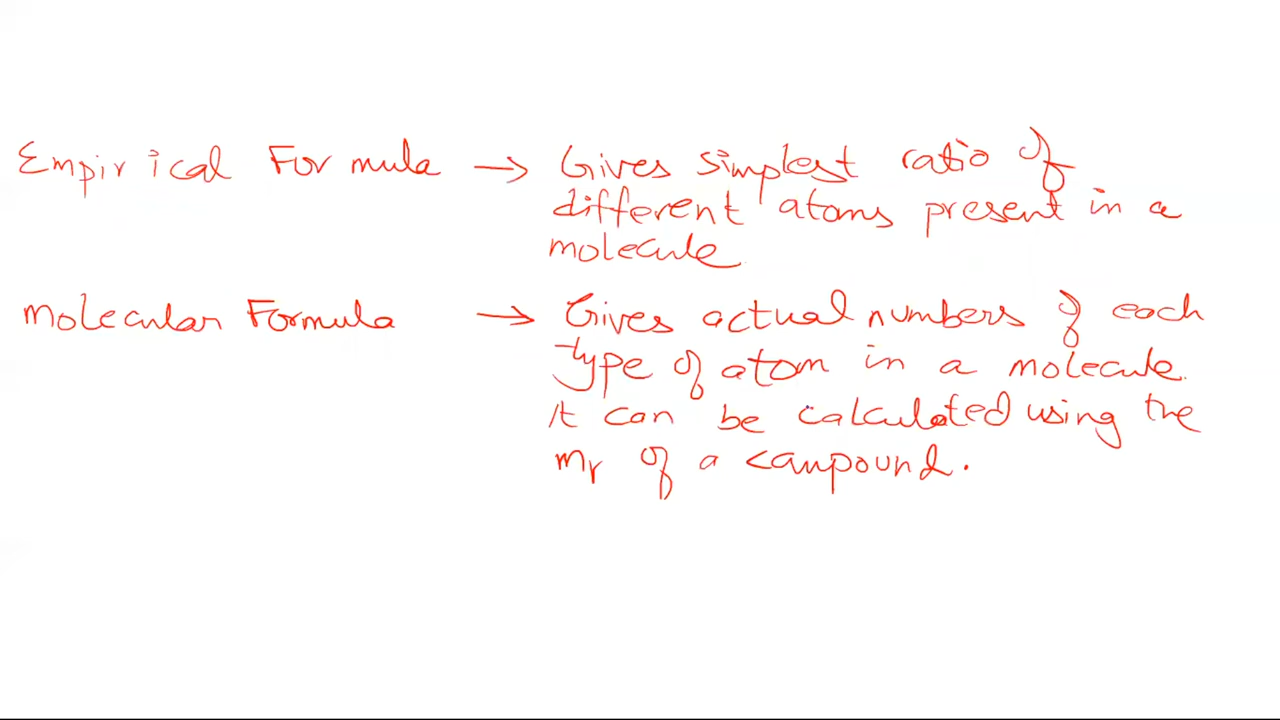 Empirical Formula → Gives simplest ratio of
different atoms present in a
molecule.
Molecular Formula → Gives actual numbers of each
type of atom in a molecule.
It can be calculated using the
Mr of a compound.